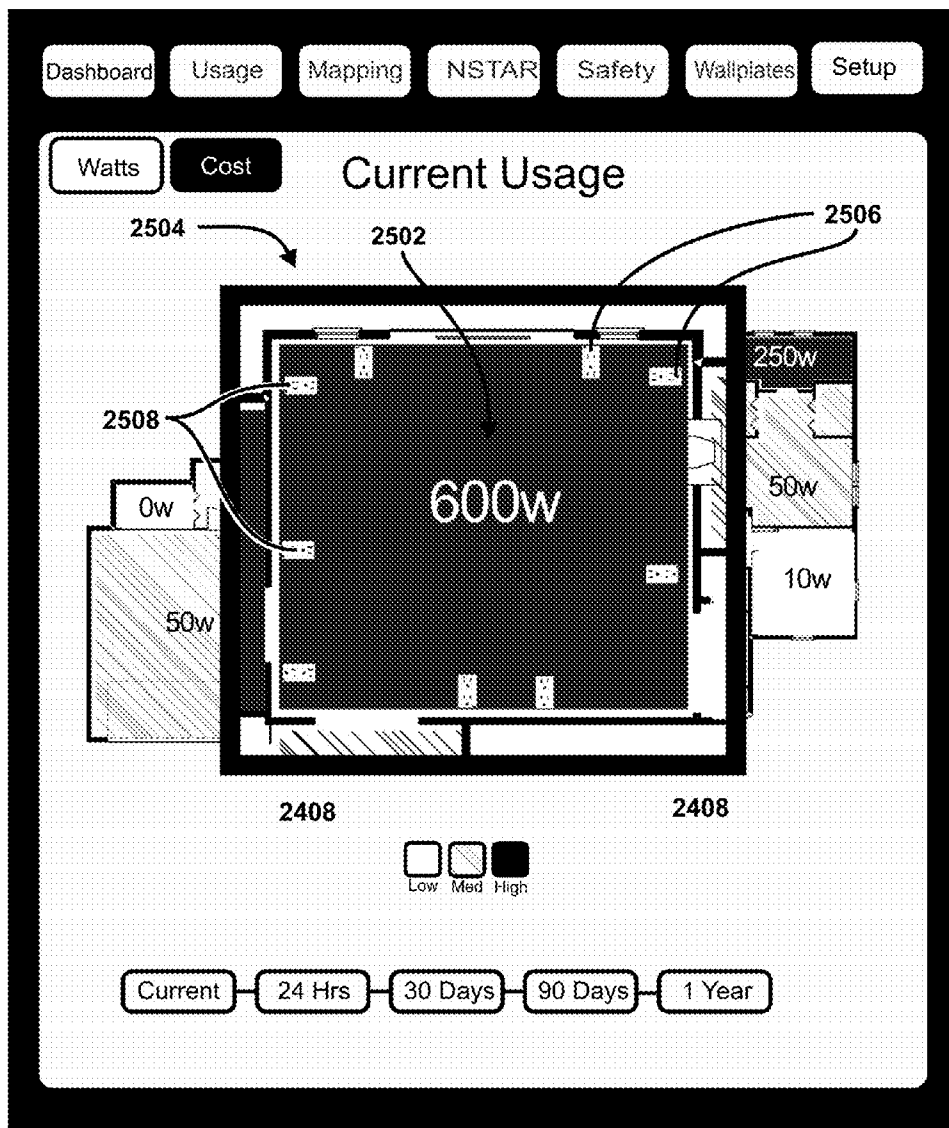 Dashboard Usage Mapping NSTAR Safety Wallplates Setup
Watts Cost Current Usage
2504 2502 2506
250w
2508
600w
0w 50w
10w
50w
2408 2408
Low Med High
Current 24 Hrs 30 Days 90 Days 1 Year